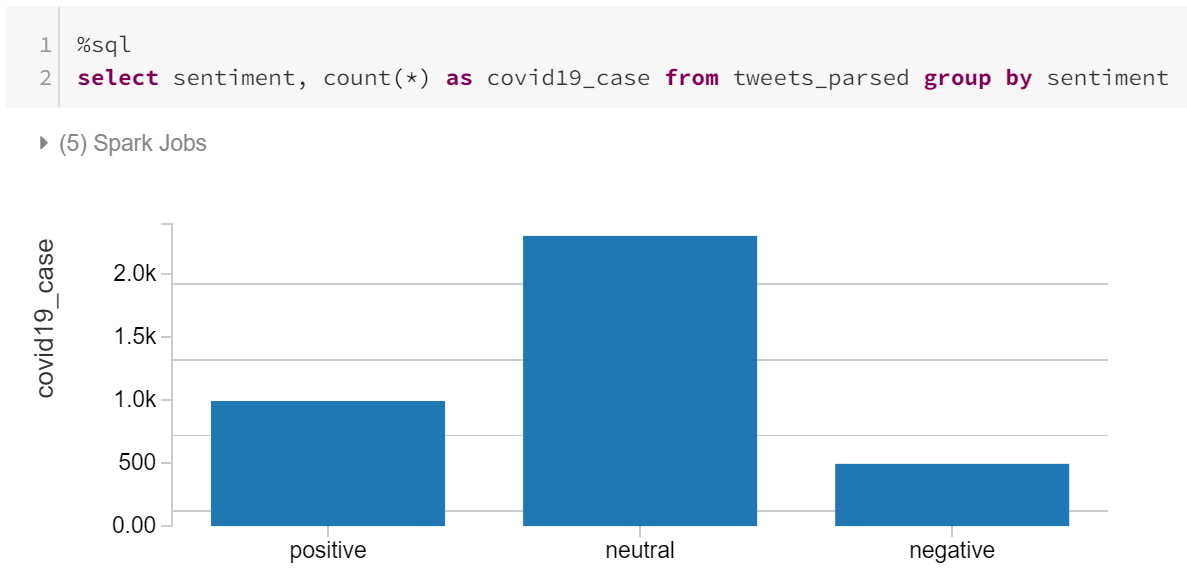 1 %sql
2 select sentiment, count(*) as covid19_case from tweets_parsed group by sentiment
(5) Spark Jobs
covid19_case
2.0k
1.5k
1.0k
500
0.00
positive neutral negative